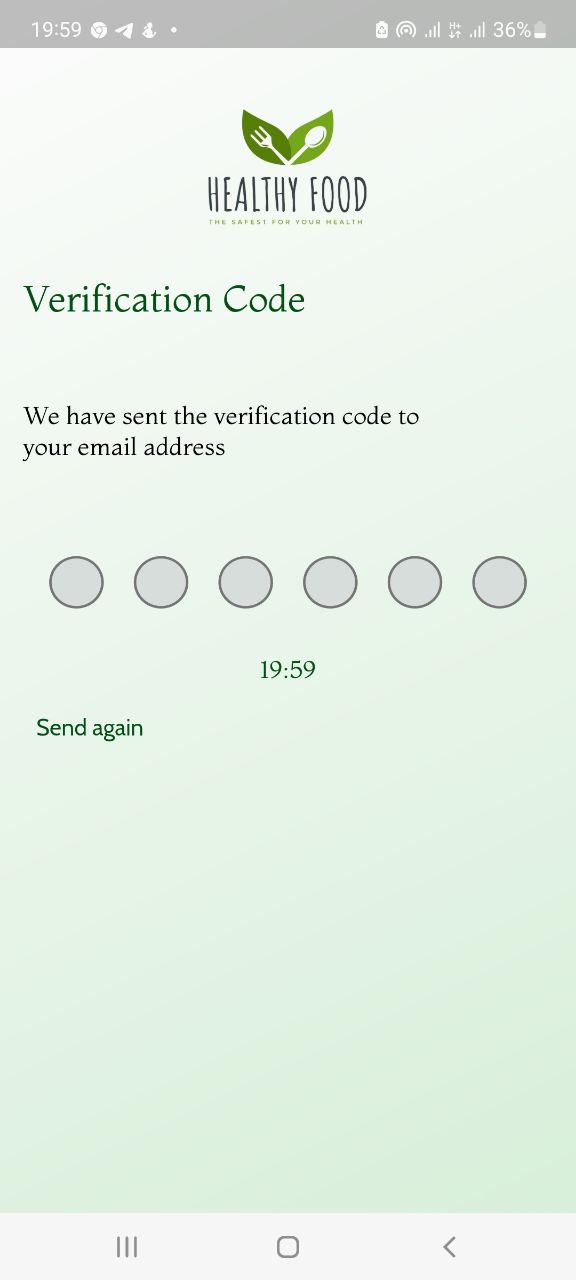 19:59
H+
36%
HEALTHY FOOD
THE SAFEST FOR YOUR HEALTH
Verification Code
We have sent the verification code to
your email address
19:59
Send again